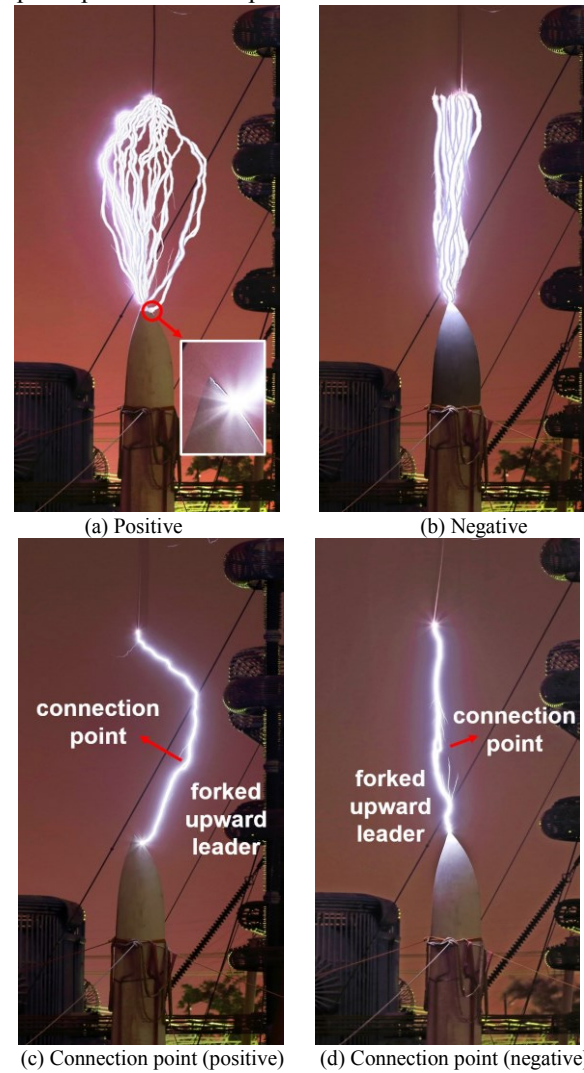 (a) Positive
(b) Negative
connection
point
forked
upward
leader
connection
point
forked
upward
leader
(c) Connection point (positive)
(d) Connection point (negative)